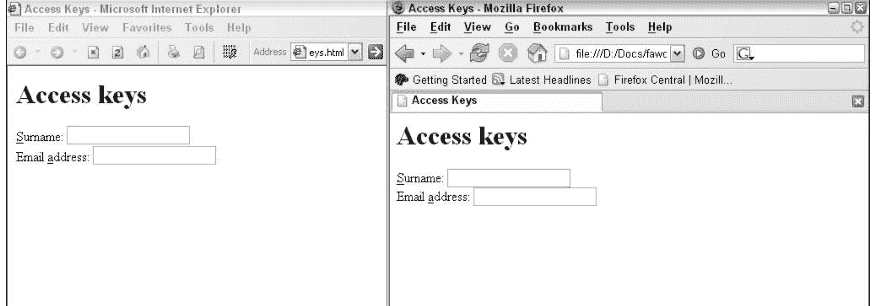 Access Keys - Microsoft Internet Explorer
File Edit View Favorites Tools Help
Address eys.html
Access keys
Surname:
Email address:
Access Keys - Mozilla Firefox
File Edit View Go Bookmarks Tools Help
file:///D:/Docs/fawc Go G
Getting Started Latest Headlines Firefox Central | Mozill...
Access Keys
Access keys
Surname:
Email address: